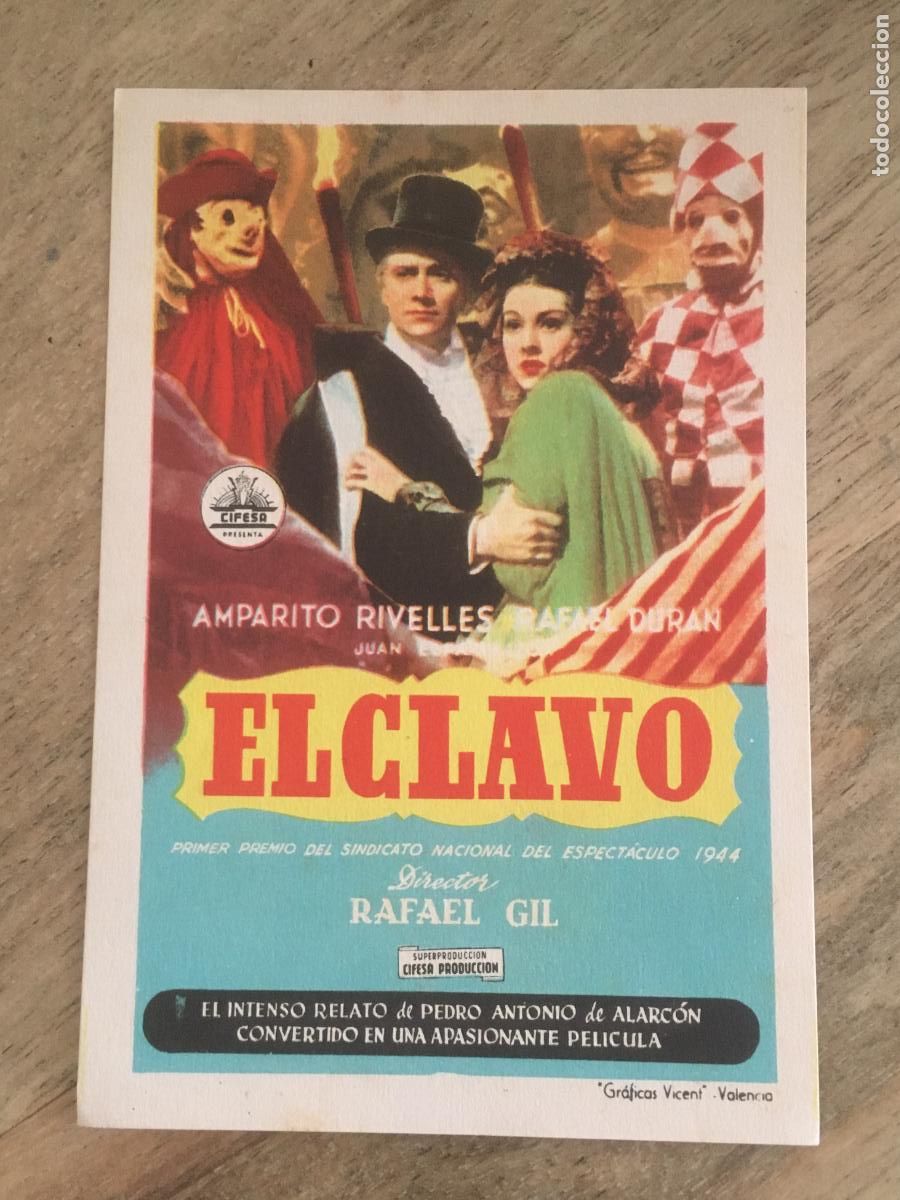 todocoleccion
CIFESA
PRESENTA
AMPARITO RIVELLES RAFAEL DURAN
JUAN
EL CLAVO
PRIMER PREMIO DEL SINDICATO NACIONAL DEL ESPECTÁCULO 1944
Director
RAFAEL GIL
SUPERPRODUCCION
CIFESA PRODUCCION
EL INTENSO RELATO de PEDRO ANTONIO de ALARCÓN
CONVERTIDO EN UNA APASIONANTE PELICULA
"Gráficas Vicent" - Valencia